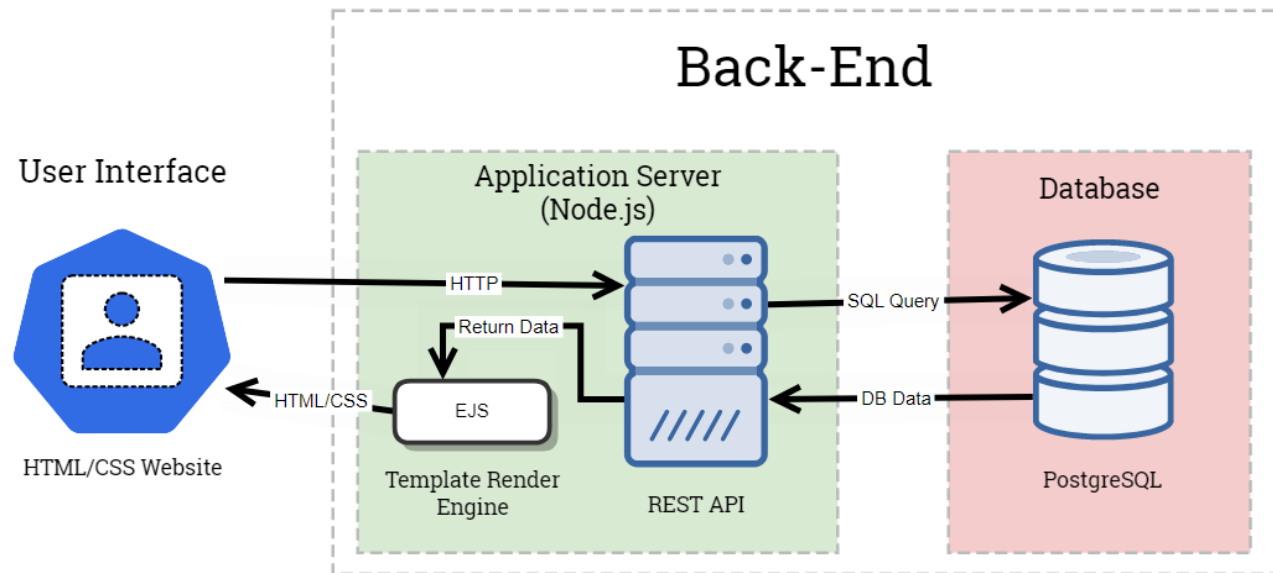 Back-End
User Interface
Application Server
(Node.js)
Database
HTTP
SQL Query
Return Data
HTML/CSS
EJS
DB Data
HTML/CSS Website
Template Render
Engine
REST API
PostgreSQL